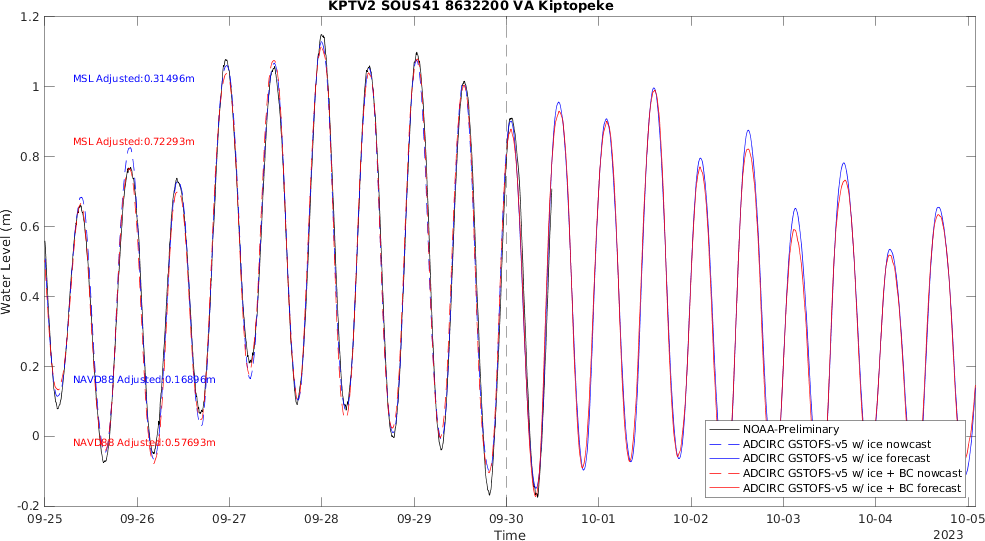 KPTV2 SOUS41 8632200 VA Kiptopeke
1.2
1
0.8
0.6
0.4
0.2
0
-0.2
Water Level (m)
MSL Adjusted:0.31496m
MSL Adjusted:0.72293m
NAVD88 Adjusted:0.16896m
NAVD88 Adjusted:0.57693m
NOAA-Preliminary
ADCIRC GSTOFS-v5 w/ ice nowcast
ADCIRC GSTOFS-v5 w/ ice forecast
ADCIRC GSTOFS-v5 w/ ice + BC nowcast
ADCIRC GSTOFS-v5 w/ ice + BC forecast
09-25 09-26 09-27 09-28 09-29 09-30 10-01 10-02 10-03 10-04 10-05
Time
2023